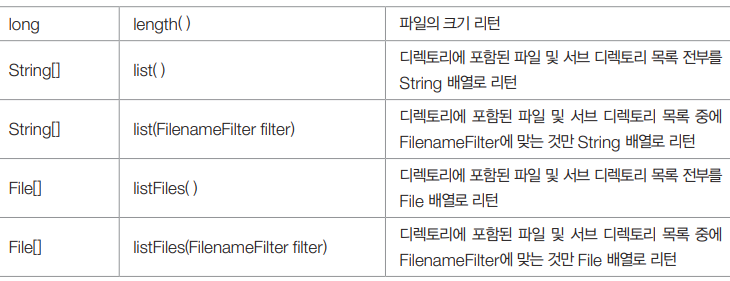 long length( ) 파일의 크기 리턴
String[] list( ) 디렉토리에 포함된 파일 및 서브 디렉토리 목록 전부를
String 배열로 리턴
String[] list(FilenameFilter filter) 디렉토리에 포함된 파일 및 서브 디렉토리 목록 중에
FilenameFilter에 맞는 것만 String 배열로 리턴
File[] listFiles( ) 디렉토리에 포함된 파일 및 서브 디렉토리 목록 전부를
File 배열로 리턴
File[] listFiles(FilenameFilter filter) 디렉토리에 포함된 파일 및 서브 디렉토리 목록 중에
FilenameFilter에 맞는 것만 File 배열로 리턴